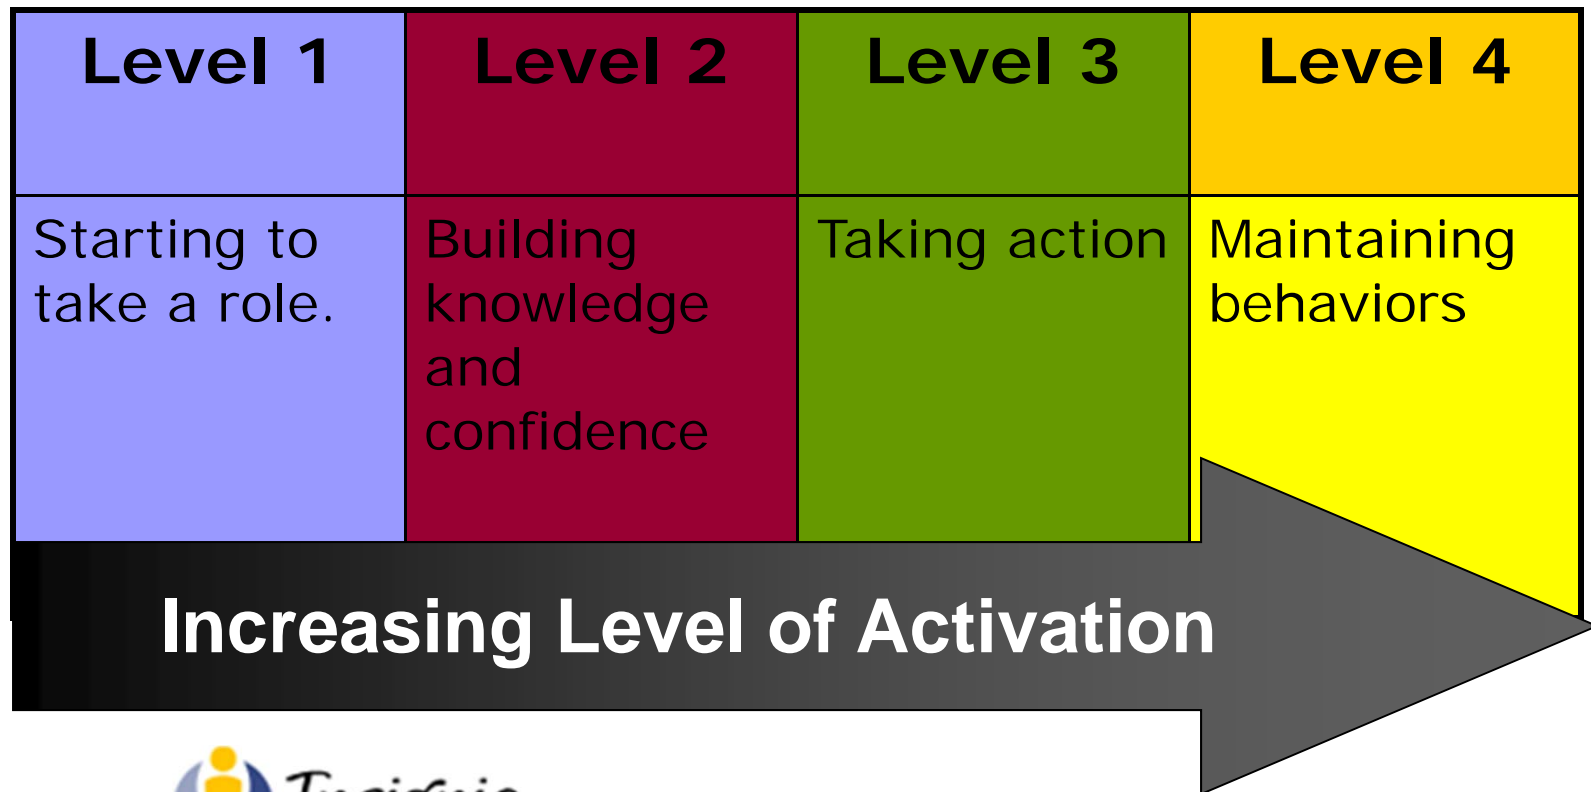 Level 1
Level 2
Level 3
Level 4
Starting to
take a role.
Building
knowledge
and
confidence
Taking action
Maintaining
behaviors
Increasing Level of Activation